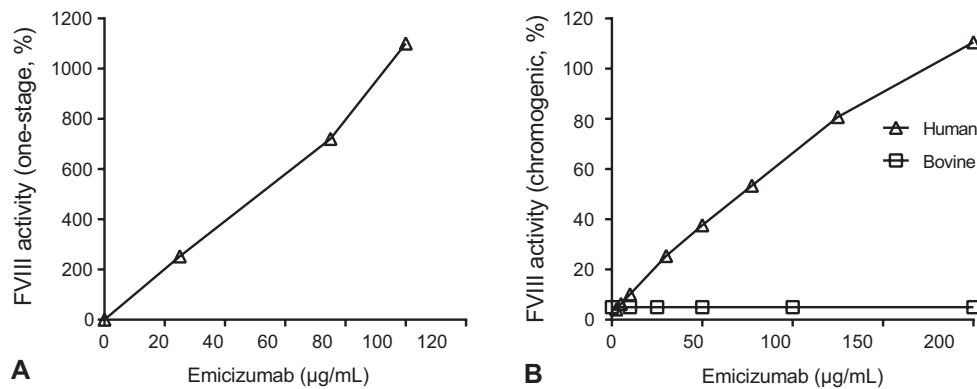 1200
1000
800
600
400
200
0
FVIII activity (one-stage, %)
0 20 40 60 80 100 120
Emicizumab (µg/mL)
A
120
100
80
60
40
20
0
FVIII activity (chromogenic, %)
Human
Bovine
0 50 100 150 200
Emicizumab (µg/mL)
B